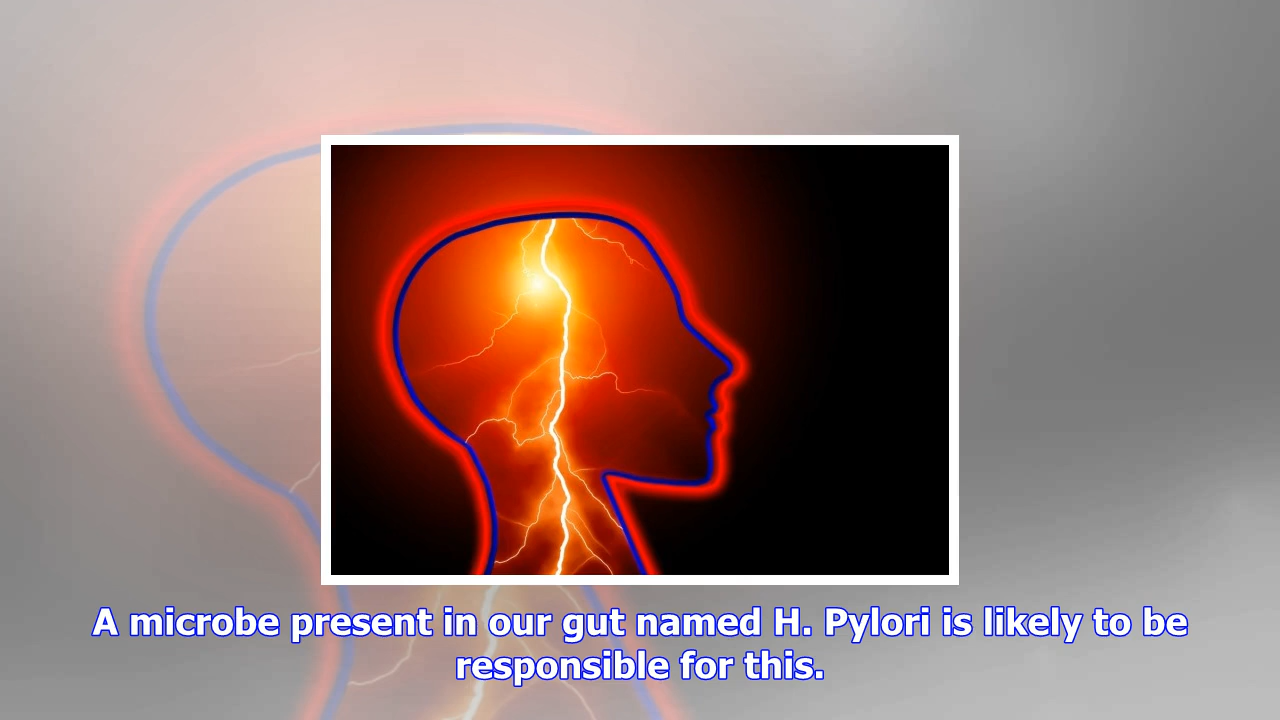 A microbe present in our gut named H. Pylori is likely to be
responsible for this.